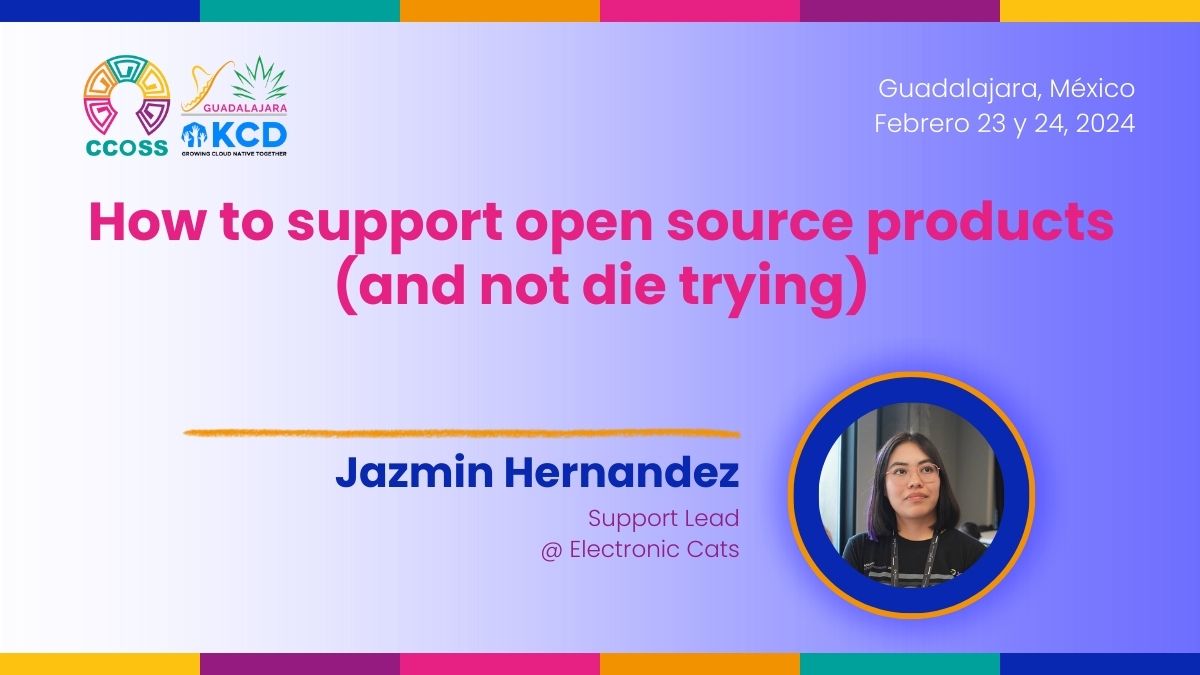 CCOSS
GUADALAJARA
KCD
GROWING CLOUD NATIVE TOGETHER
Guadalajara, México
Febrero 23 y 24, 2024
How to support open source products
(and not die trying)
Jazmin Hernandez
Support Lead
@ Electronic Cats